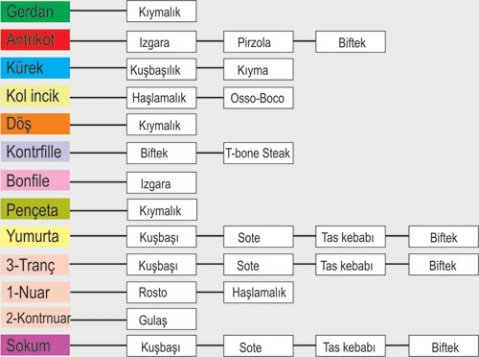 Gerdan Kıymalık
Antrikot Izgara Pirzola Biftek
Kürek Kuşbaşılık Kıyma
Kol incik Haşlamalık Osso-Boco
Döş Kıymalık
Kontrfille Biftek T-bone Steak
Bonfile Izgara
Pençeta Kıymalık
Yumurta Kuşbaşı Sote Tas kebabı Biftek
3-Tranç Kuşbaşı Sote Tas kebabı Biftek
1-Nuar Rosto Haşlamalık
2-Kontrnuar Gulaş
Sokum Kuşbaşı Sote Tas kebabı Biftek